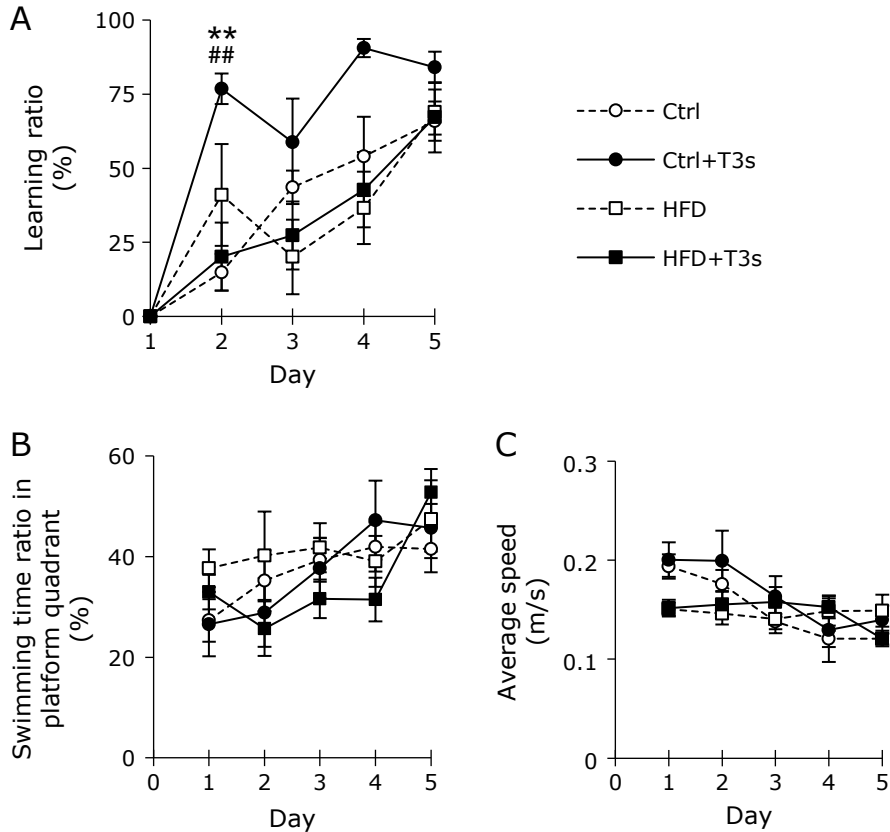 A
100
75
50
25
0
Learning ratio
(%)
**
##
1 2 3 4 5
Day
Ctrl
Ctrl+T3s
HFD
HFD+T3s
B
60
40
20
0
Swimming time ratio in
platform quadrant
(%)
0 1 2 3 4 5
Day
C
0.3
0.2
0.1
0
Average speed
(m/s)
0 1 2 3 4 5
Day